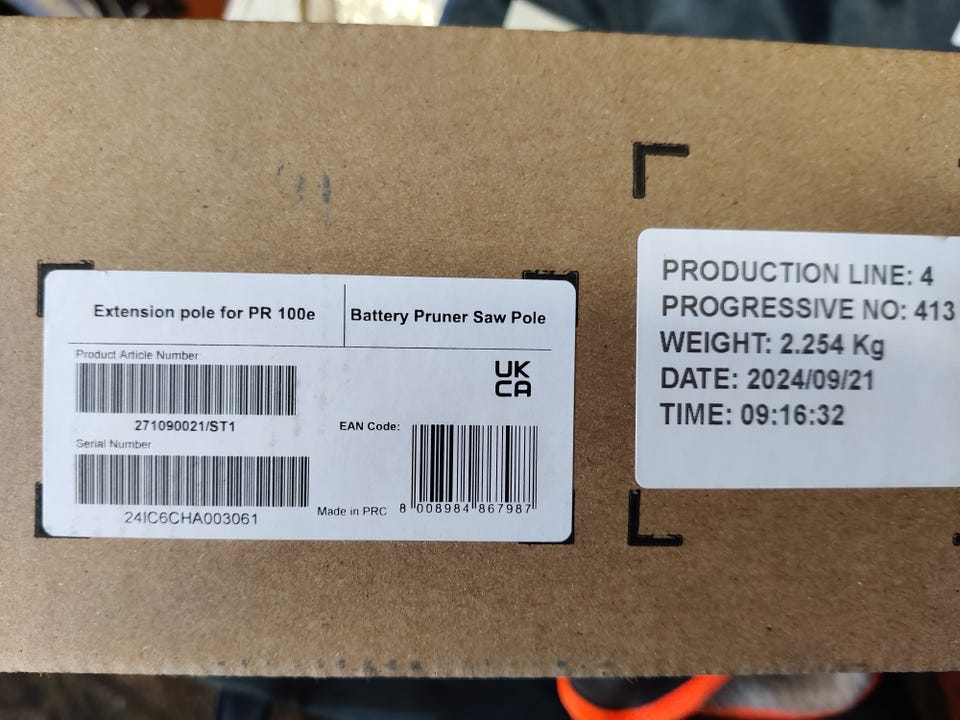 Extension pole for PR 100e
Battery Pruner Saw Pole
Product Article Number
271090021/ST1
Serial Number
24IC6CHA003061
UK
CA
EAN Code:
Made in PRC
8 008984 867987
PRODUCTION LINE: 4
PROGRESSIVE NO: 413
WEIGHT: 2.254 Kg
DATE: 2024/09/21
TIME: 09:16:32